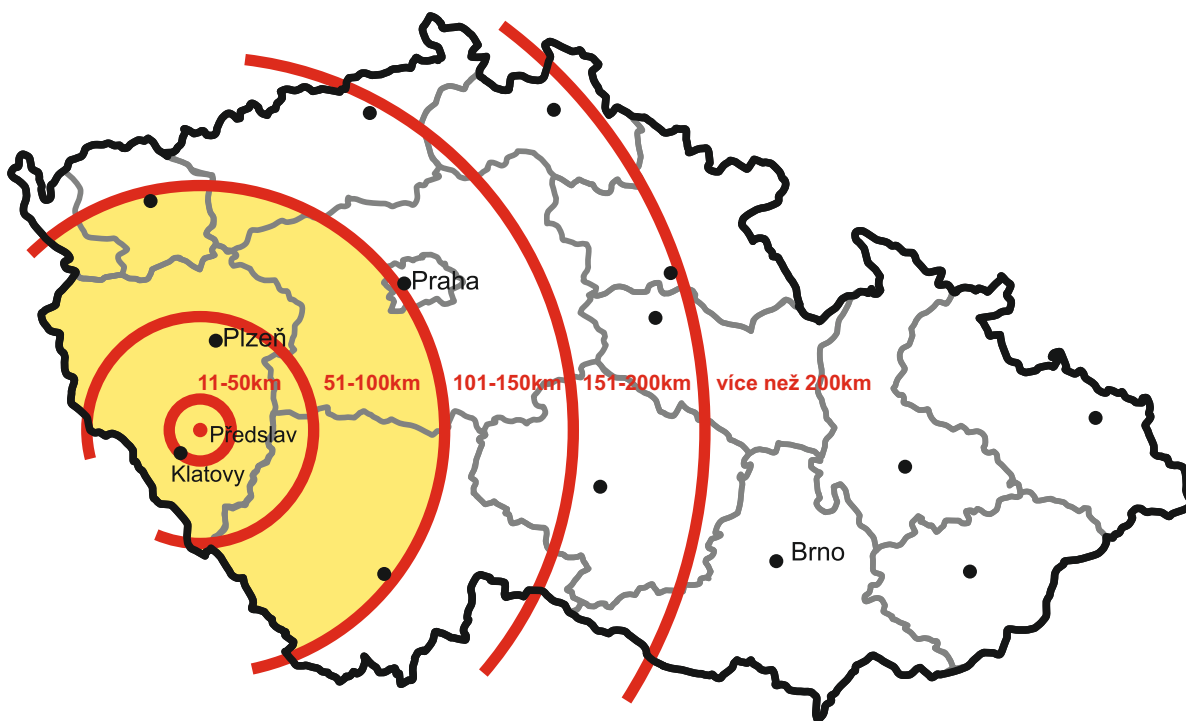 Praha
Plzeň
11-50km
51-100km
101-150km
151-200km
více než 200km
Předslav
Klatovy
Brno